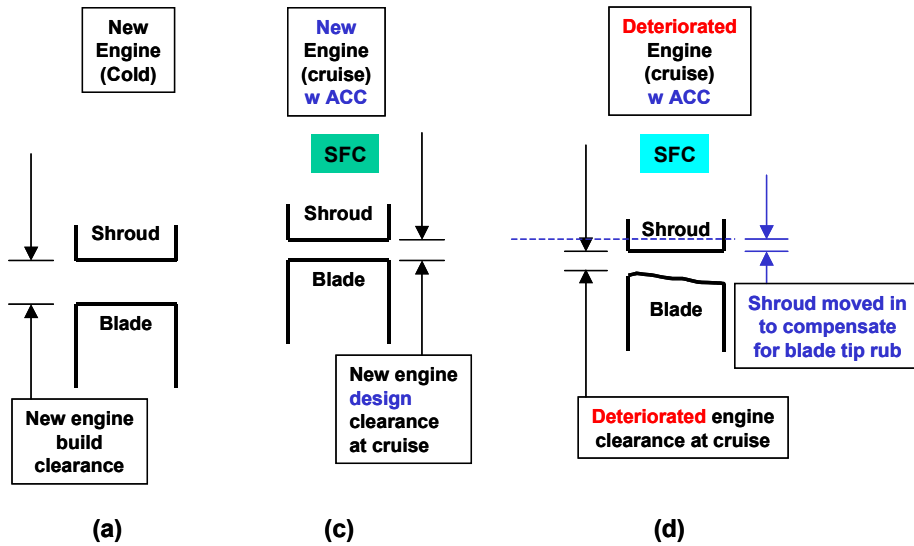 New
Engine
(Cold)
New
Engine
(cruise)
w ACC
Deteriorated
Engine
(cruise)
w ACC
SFC
SFC
Shroud
Blade
New engine
build
clearance
Shroud
Blade
New engine
design
clearance
at cruise
Shroud
Blade
Shroud moved in
to compensate
for blade tip rub
Deteriorated engine
clearance at cruise
(a)
(c)
(d)